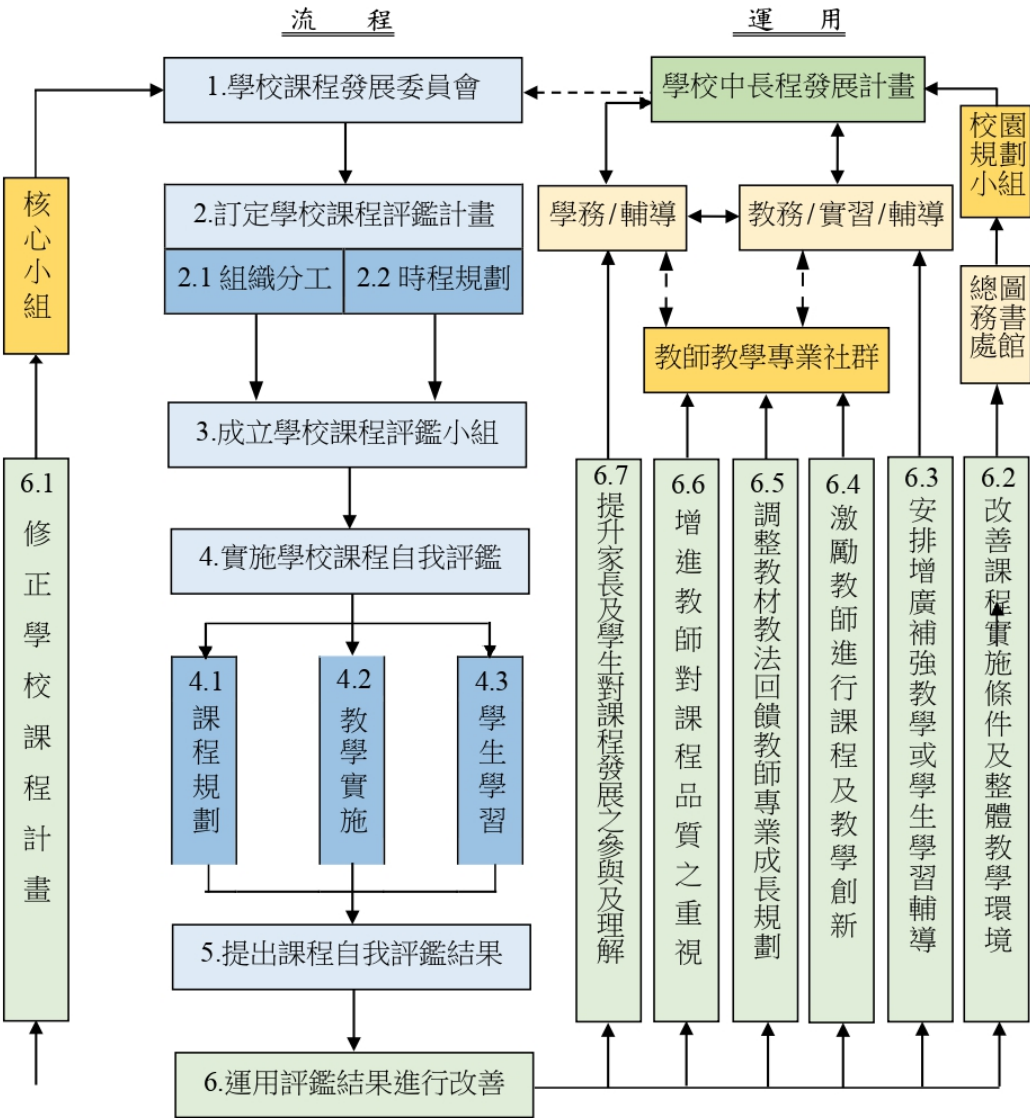 流 程
運 用
1.學校課程發展委員會
學校中長程發展計畫
校園規劃小組
核心小組
2.訂定學校課程評鑑計畫
2.1 組織分工
2.2 時程規劃
學務/輔導
教務/實習/輔導
總務處
圖書館
教師教學專業社群
3.成立學校課程評鑑小組
4.實施學校課程自我評鑑
4.1 課程規劃
4.2 教學實施
4.3 學生學習
5.提出課程自我評鑑結果
6.運用評鑑結果進行改善
6.1 修正學校課程計畫
6.7 提升家長及學生對課程發展之參與及理解
6.6 增進教師對課程品質之重視
6.5 調整教材教法回饋教師專業成長規劃
6.4 激勵教師進行課程及教學創新
6.3 安排增廣補強教學或學生學習輔導
6.2 改善課程實施條件及整體教學環境